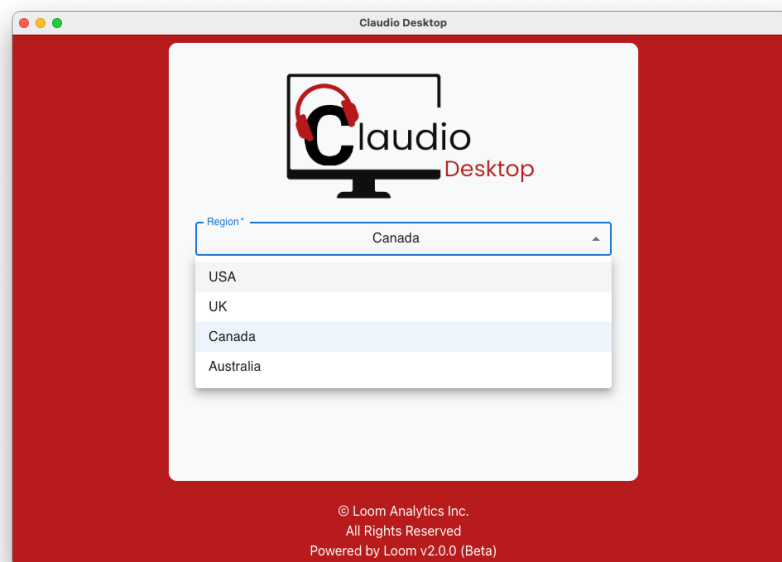 Claudio Desktop
Claudio
Desktop
Region*
Canada
USA
UK
Canada
Australia
© Loom Analytics Inc.
All Rights Reserved
Powered by Loom v2.0.0 (Beta)